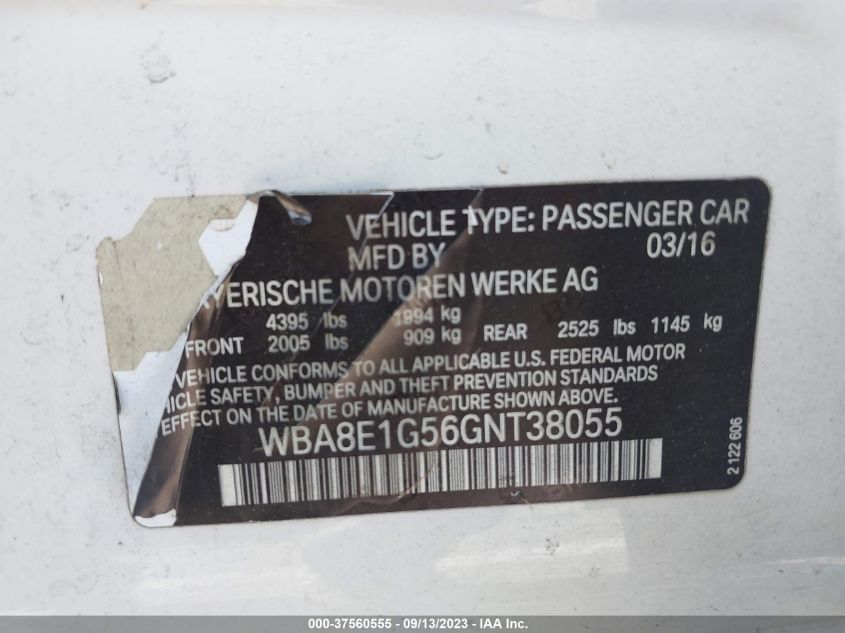 VEHICLE TYPE: PASSENGER CAR
MFD BY 03/16
YERISCHE MOTOREN WERKE AG
4395 lbs 1994 kg
FRONT 2005 lbs 909 kg REAR 2525 lbs 1145 kg
VEHICLE CONFORMS TO ALL APPLICABLE U.S. FEDERAL MOTOR
HICLE SAFETY, BUMPER AND THEFT PREVENTION STANDARDS
EFFECT ON THE DATE OF MANUFACTURE SHOWN ABOVE.
WBA8E1G56GNT38055
2 122 606
000-37560555 - 09/13/2023 - IAA